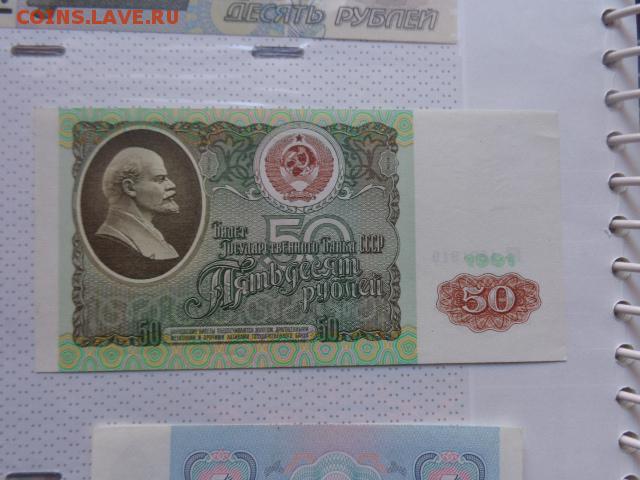 COINS.LAVE.RU
ДЕСЯТЬ РУБЛЕЙ
50
Билет
Государственного Банка СССР
Пятьдесят
рублей
1991
50
50
50